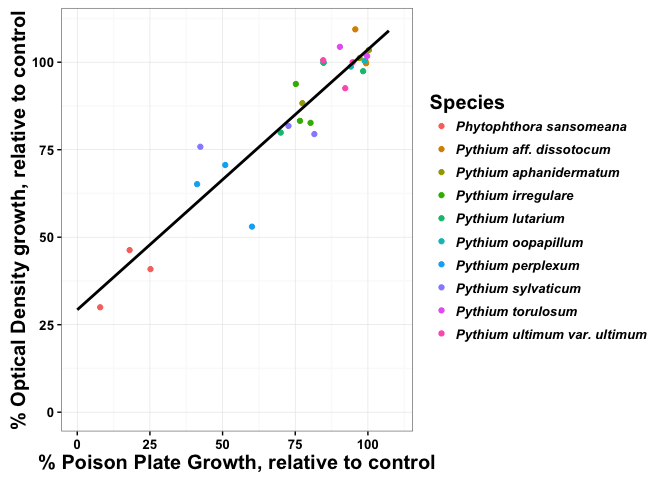 % Optical Density growth, relative to control
100
75
50
25
0
0 25 50 75 100
% Poison Plate Growth, relative to control
Species
Phytophthora sansomeana
Pythium aff. dissotocum
Pythium aphanidermatum
Pythium irregulare
Pythium lutarium
Pythium oopapillum
Pythium perplexum
Pythium sylvaticum
Pythium torulosum
Pythium ultimum var. ultimum